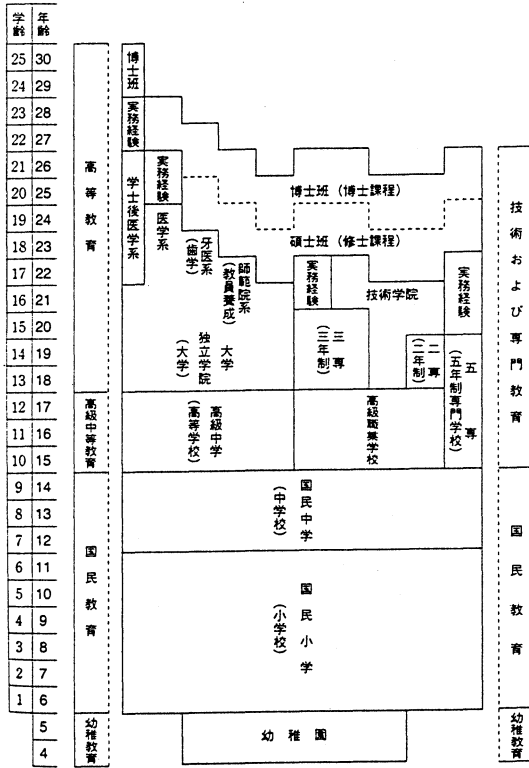 学齢 年齢
25 30
24 29
23 28
22 27
21 26
20 25
19 24
18 23
17 22
16 21
15 20
14 19
13 18
12 17
11 16
10 15
9 14
8 13
7 12
6 11
5 10
4 9
3 8
2 7
1 6
5
4
高等教育
高級中等教育
国民教育
幼稚教育
博士班
実務経験
学士後医学系
実務経験
医学系
牙医系
(歯学)
師範院系
(教員養成)
大学
独立学院
(大学)
博士班(博士課程)
碩士班(修士課程)
実務経験
技術学院
実務経験
三専
(三年制)
二専
(二年制)
五専
(五年制専門学校)
高級中学
(高等学校)
高級職業学校
国民中学
(中学校)
国民小学
(小学校)
幼稚園
技術および専門教育
国民教育
幼稚教育